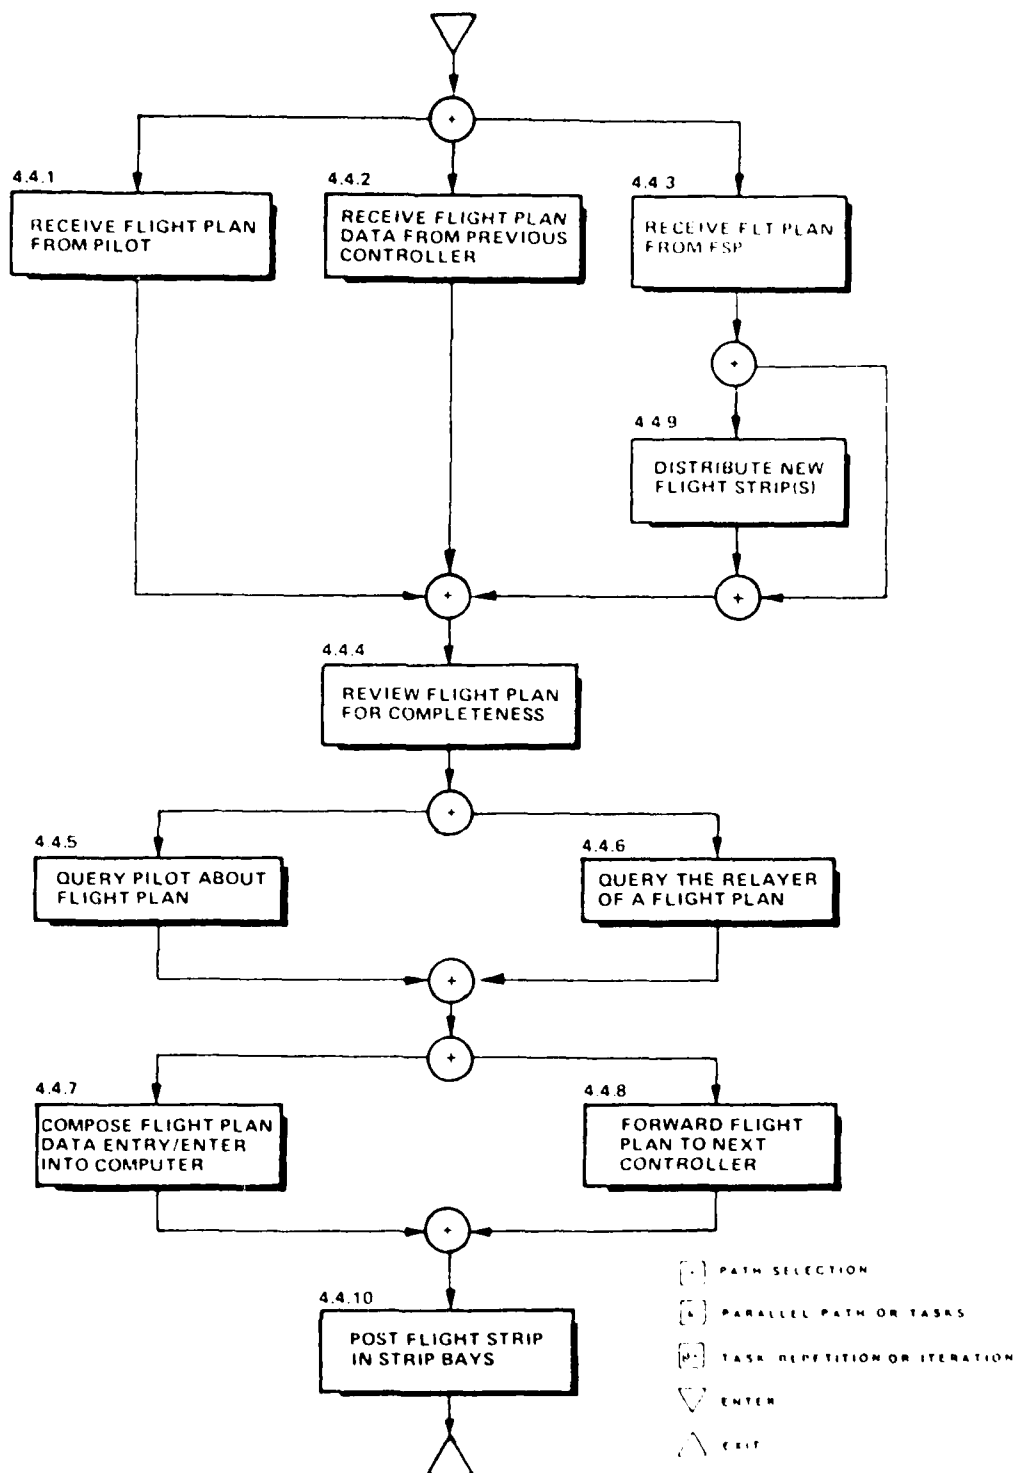 +
4.4.1
RECEIVE FLIGHT PLAN
FROM PILOT
4.4.2
RECEIVE FLIGHT PLAN
DATA FROM PREVIOUS
CONTROLLER
4.4 3
RECEIVE FLT PLAN
FROM FSP
+
4 4 9
DISTRIBUTE NEW
FLIGHT STRIP(S)
+
+
4.4.4
REVIEW FLIGHT PLAN
FOR COMPLETENESS
+
4.4.5
QUERY PILOT ABOUT
FLIGHT PLAN
4.4.6
QUERY THE RELAYER
OF A FLIGHT PLAN
+
+
4.4.7
COMPOSE FLIGHT PLAN
DATA ENTRY/ENTER
INTO COMPUTER
4.4.8
FORWARD FLIGHT
PLAN TO NEXT
CONTROLLER
+
4.4.10
POST FLIGHT STRIP
IN STRIP BAYS
+ PATH SELECTION
& PARALLEL PATH OR TASKS
TASK REPETITION OR ITERATION
ENTER
EXIT